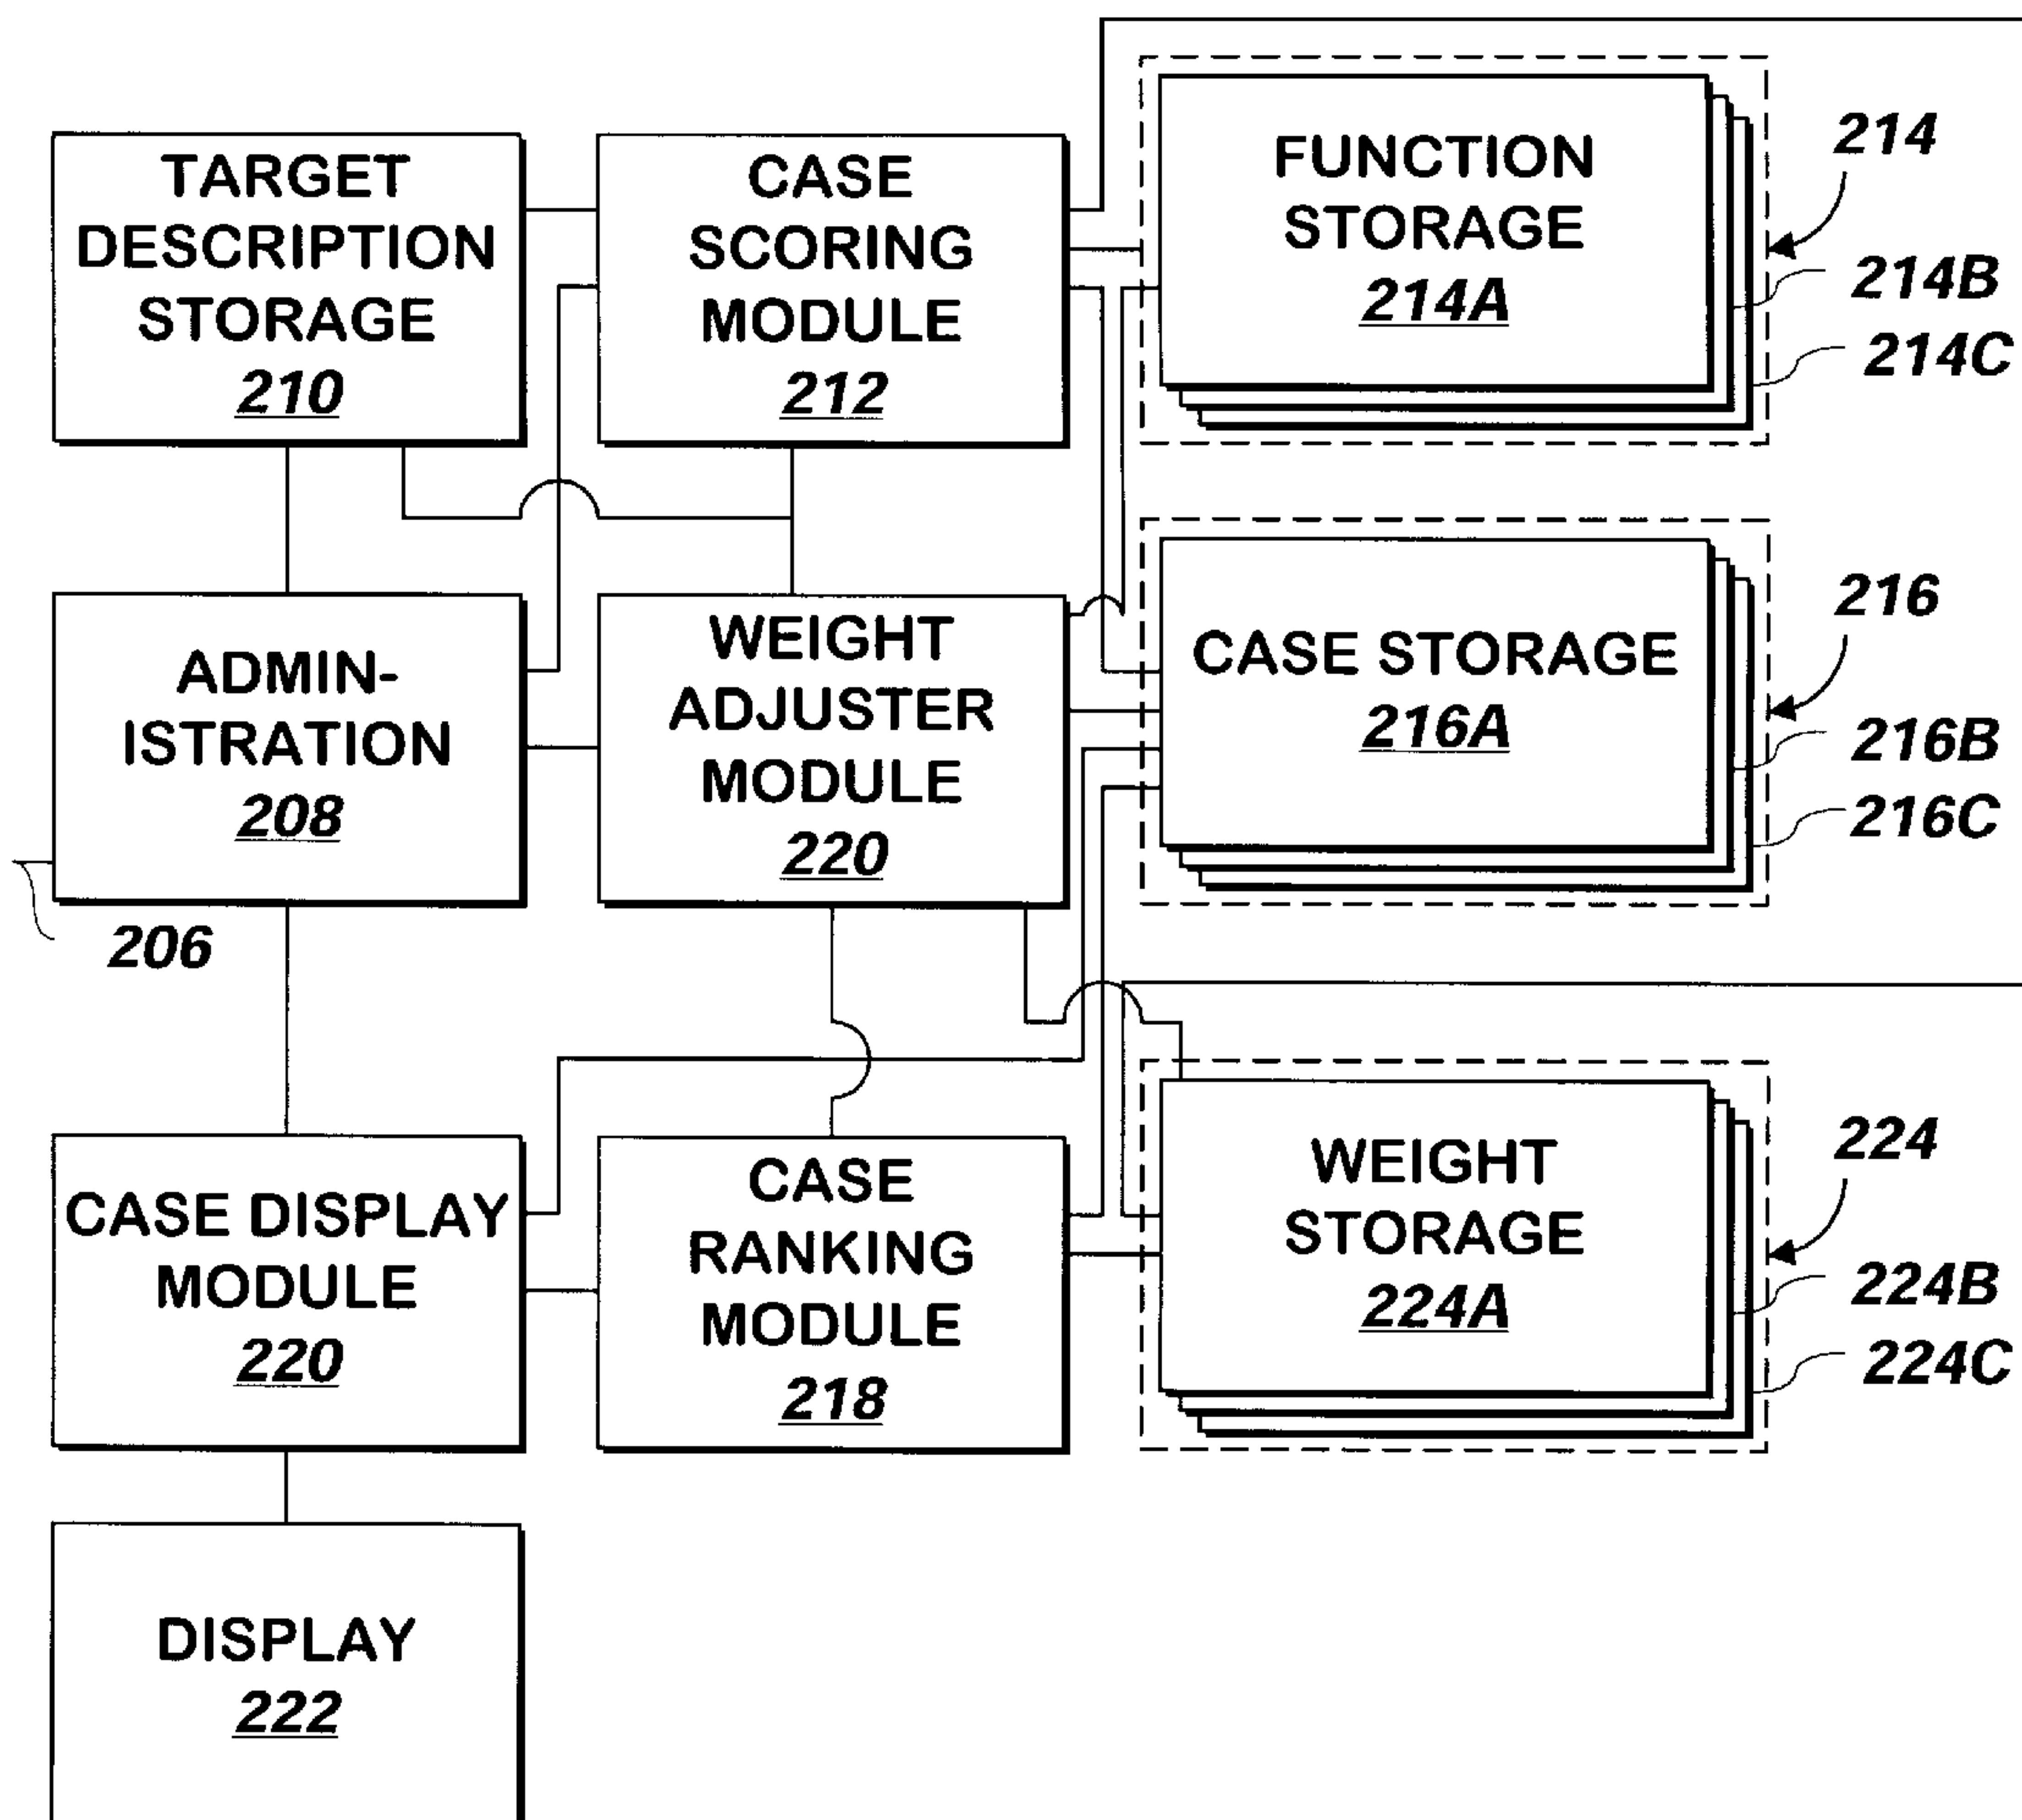 TARGET
DESCRIPTION
STORAGE
210
CASE
SCORING
MODULE
212
FUNCTION
STORAGE
214A
214
214B
214C
ADMIN-
ISTRATION
208
206
WEIGHT
ADJUSTER
MODULE
220
CASE STORAGE
216A
216
216B
216C
CASE DISPLAY
MODULE
220
CASE
RANKING
MODULE
218
WEIGHT
STORAGE
224A
224
224B
224C
DISPLAY
222